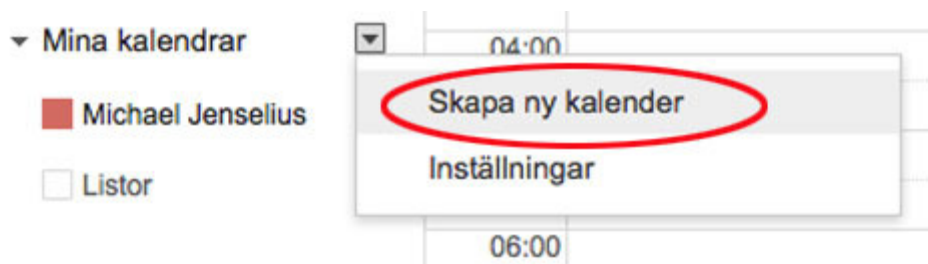 Mina kalendrar
Michael Jenselius
Listor
04:00
Skapa ny kalender
Inställningar
06:00